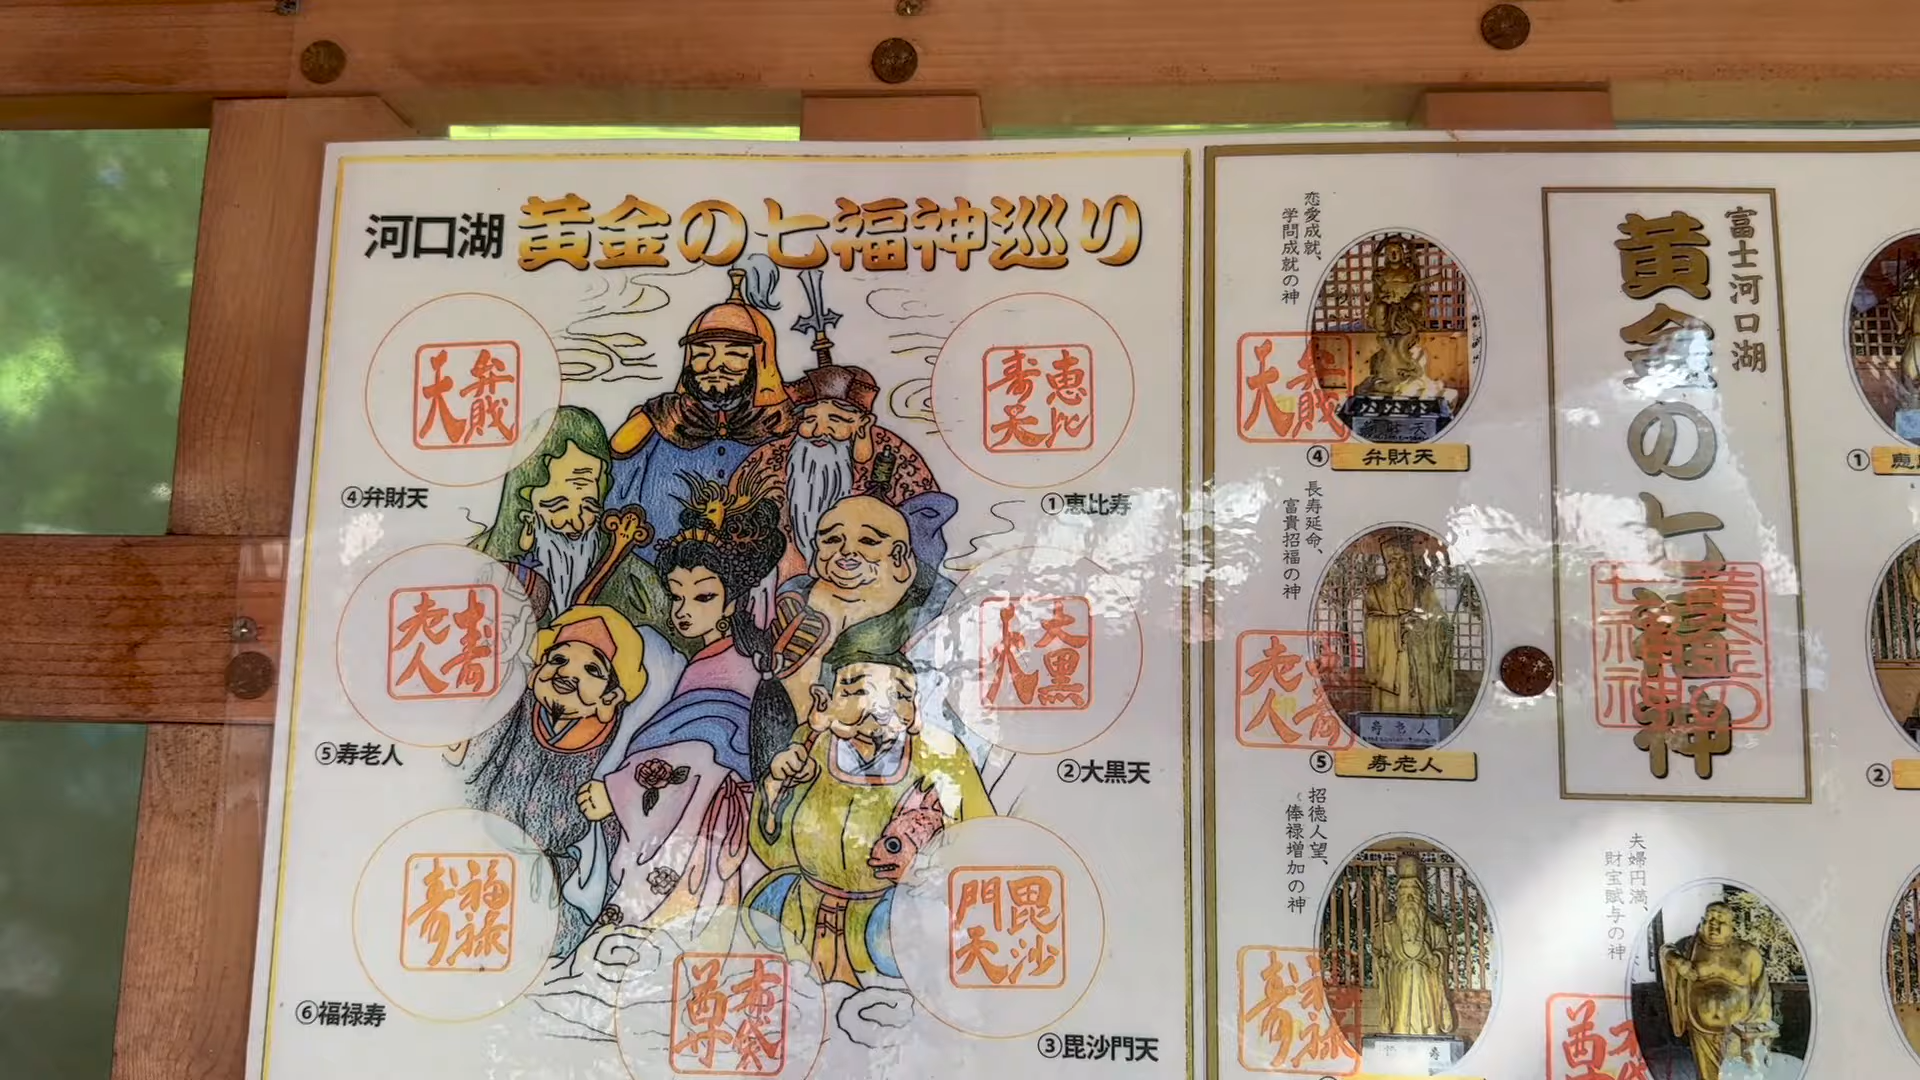 河口湖 黄金の七福神巡り
弁財天
④弁財天
恵比寿天
①恵比寿
寿老人
⑤寿老人
大黒天
②大黒天
福禄寿
⑥福禄寿
毘沙門天
③毘沙門天
布袋尊
富士河口湖
黄金の七福神
黄金の七福神
恋愛成就、
学問成就の神
弁財天
④ 弁財天
長寿延命、
富貴招福の神
寿老人
寿老人
⑤ 寿老人
招徳人望、
俸禄増加の神
福禄寿
夫婦円満、
財宝賦与の神
①
②